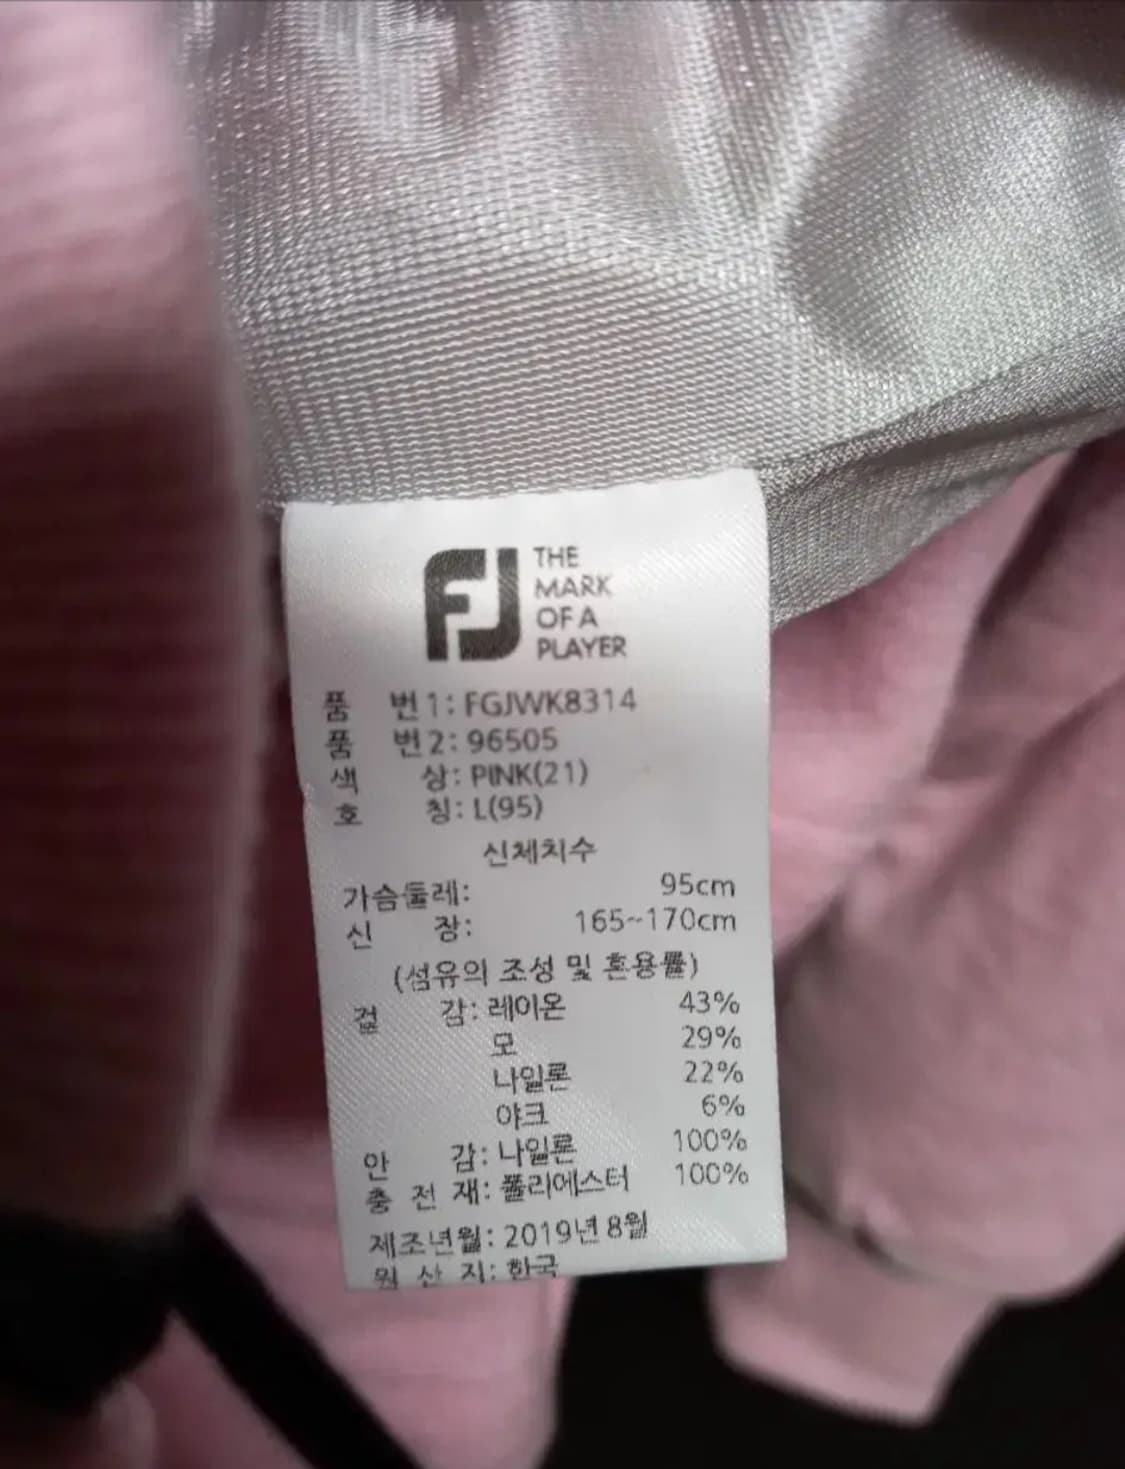 FJ
THE
MARK
OF A
PLAYER
품 번1: FGJWK8314
품 번2: 96505
색 상: PINK(21)
호 칭: L(95)
신체치수
가슴둘레: 95cm
신 장: 165~170cm
(섬유의 조성 및 혼용률)
겉 감: 레이온 43%
모 29%
나일론 22%
야크 6%
안 감: 나일론 100%
충 전 재: 폴리에스터 100%
제조년월: 2019년 8월
원 산 지: 한국